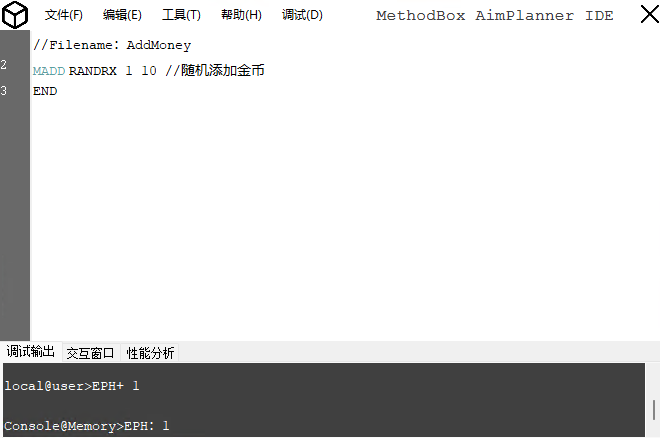 文件(F) 编辑(E) 工具(T) 帮助(H) 调试(D) MethodBox AimPlanner IDE
//Filename: AddMoney
2 MADD RANDRX 1 10 //随机添加金币
3 END
调试输出 交互窗口 性能分析
local@user>EPH+ 1
Console@Memory>EPH: 1